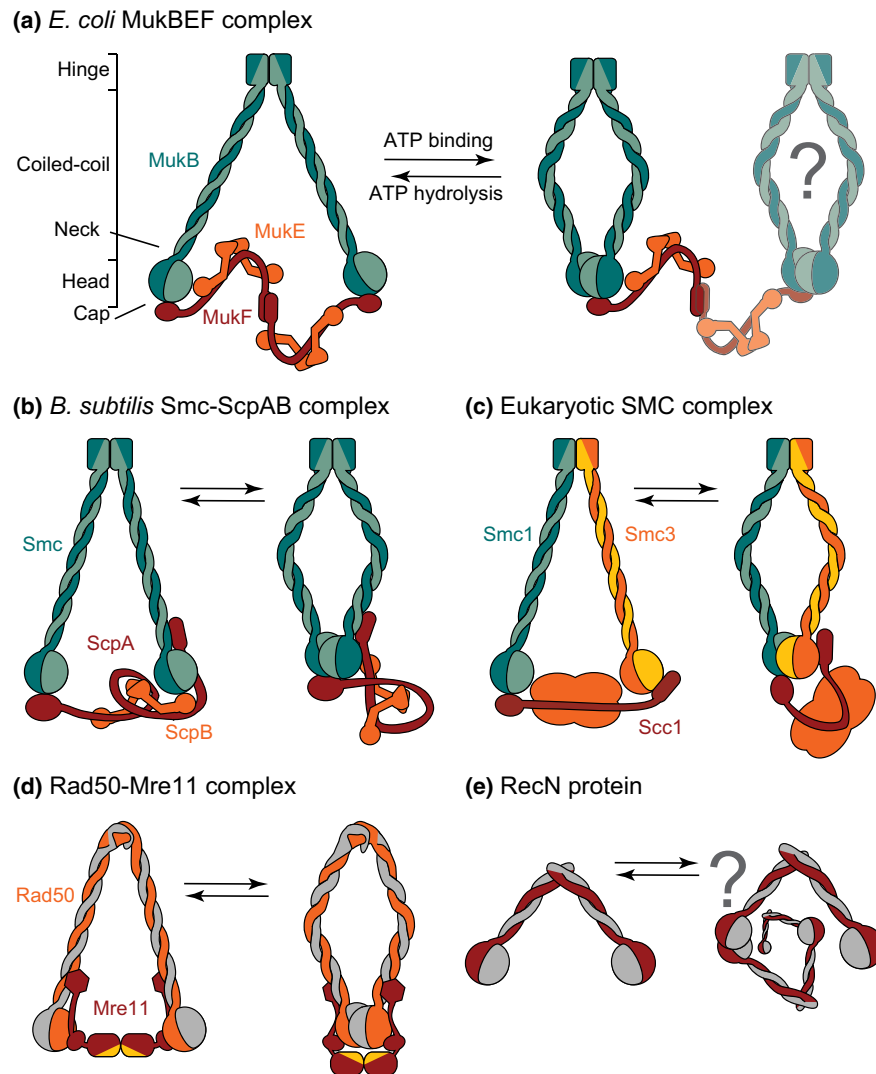 (a) E. coli MukBEF complex
Hinge
Coiled-coil
Neck
Head
Cap
MukB
MukE
MukF
ATP binding
ATP hydrolysis
?
(b) B. subtilis Smc-ScpAB complex
Smc
ScpA
ScpB
(c) Eukaryotic SMC complex
Smc1
Smc3
Scc1
(d) Rad50-Mre11 complex
Rad50
Mre11
(e) RecN protein
?